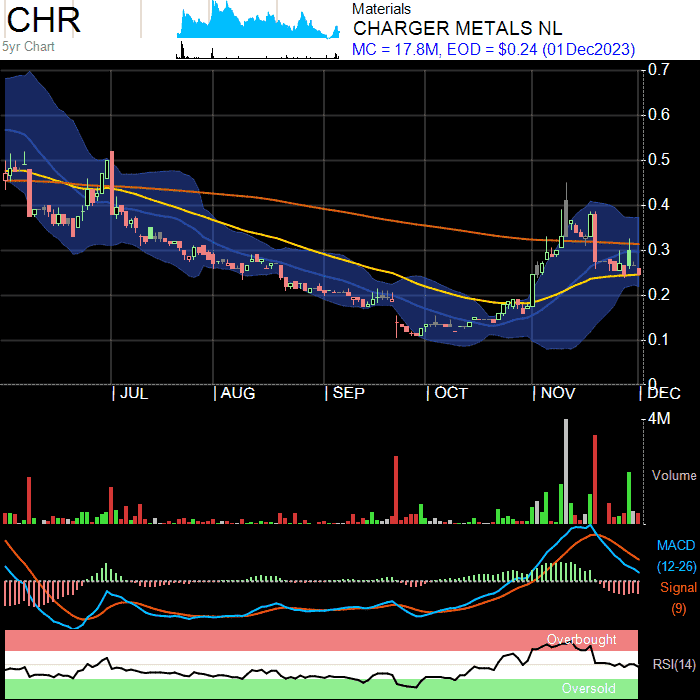 CHR
5yr Chart
Materials
CHARGER METALS NL
MC = 17.8M, EOD = $0.24 (01Dec2023)
0.7
0.6
0.5
0.4
0.3
0.2
0.1
0
JUL
AUG
SEP
OCT
NOV
DEC
4M
Volume
MACD
(12-26)
Signal
(9)
Overbought
RSI(14)
Oversold